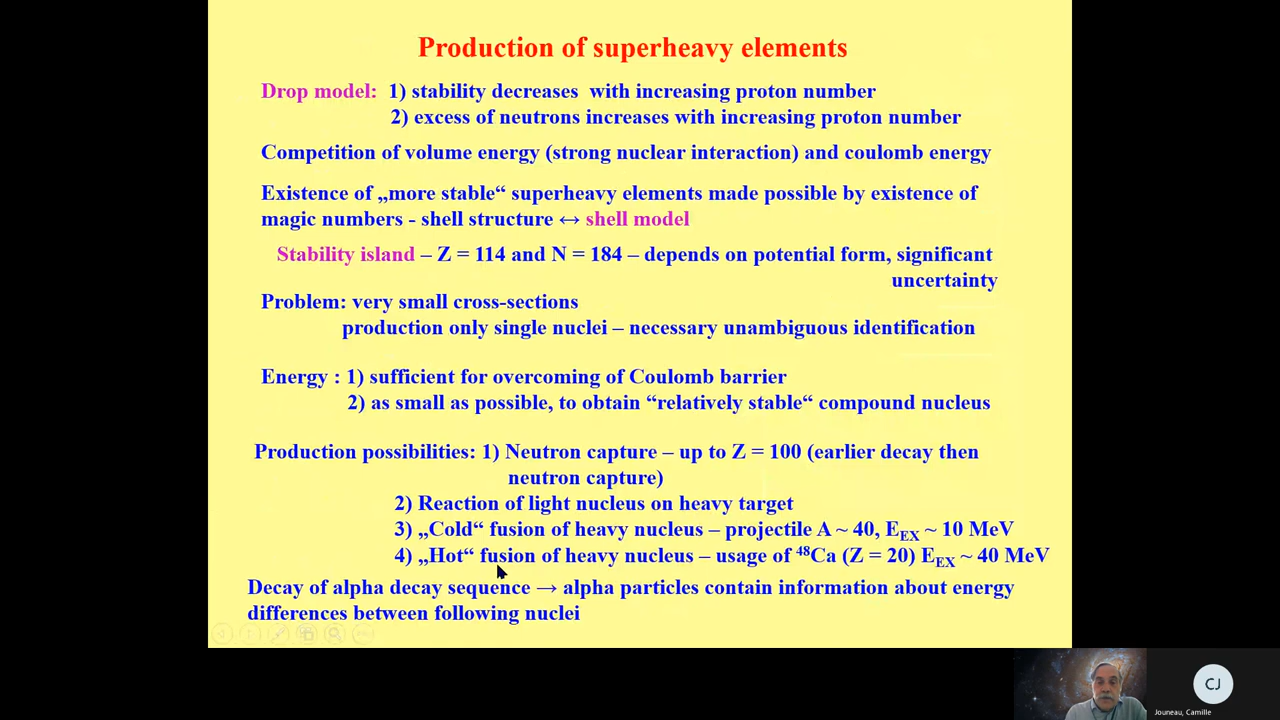 Production of superheavy elements
Drop model: 1) stability decreases with increasing proton number
2) excess of neutrons increases with increasing proton number
Competition of volume energy (strong nuclear interaction) and coulomb energy
Existence of „more stable“ superheavy elements made possible by existence of
magic numbers - shell structure ↔ shell model
Stability island – Z = 114 and N = 184 – depends on potential form, significant
uncertainty
Problem: very small cross-sections
production only single nuclei – necessary unambiguous identification
Energy : 1) sufficient for overcoming of Coulomb barrier
2) as small as possible, to obtain “relatively stable“ compound nucleus
Production possibilities: 1) Neutron capture – up to Z = 100 (earlier decay then
neutron capture)
2) Reaction of light nucleus on heavy target
3) „Cold“ fusion of heavy nucleus – projectile A ~ 40, E_EX ~ 10 MeV
4) „Hot“ fusion of heavy nucleus – usage of ⁴⁸Ca (Z = 20) E_EX ~ 40 MeV
Decay of alpha decay sequence → alpha particles contain information about energy
differences between following nuclei
CJ
Jouneau, Camille